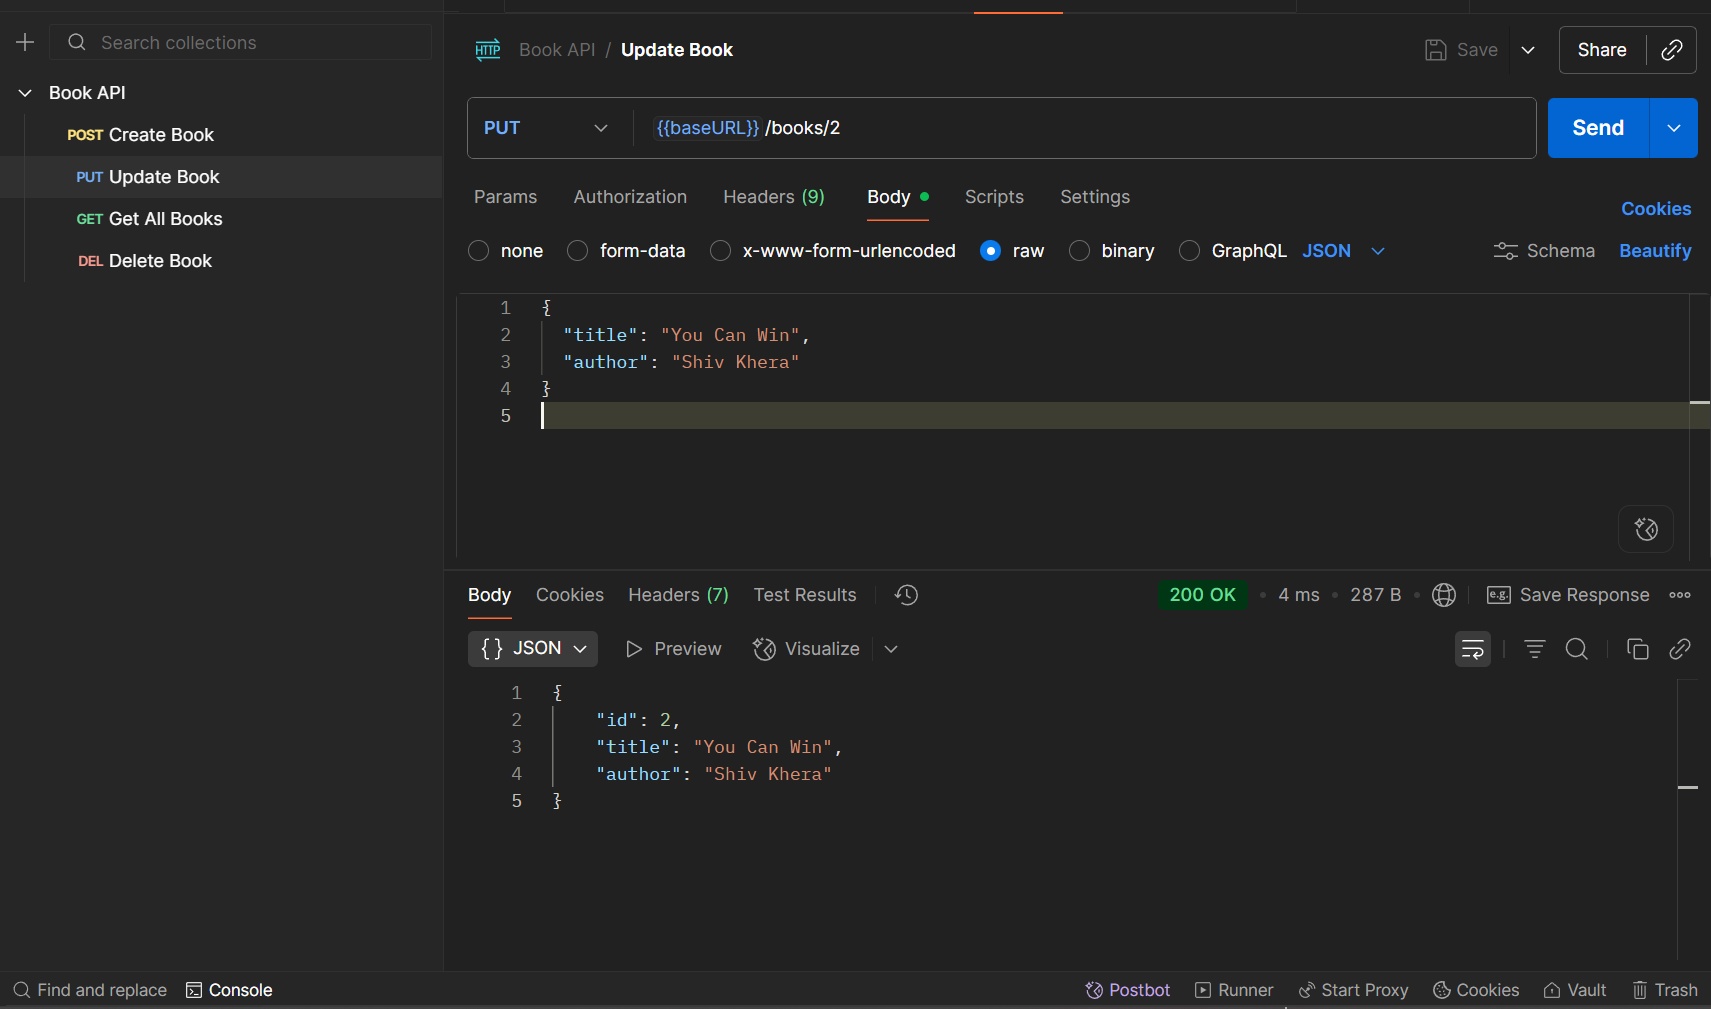 Search collections
Book API
POST Create Book
PUT Update Book
GET Get All Books
DEL Delete Book
HTTP Book API / Update Book
Save
Share
PUT {{baseURL}}/books/2
Send
Params Authorization Headers (9) Body Scripts Settings
Cookies
none form-data x-www-form-urlencoded raw binary GraphQL JSON Schema Beautify
1 {
2 "title": "You Can Win",
3 "author": "Shiv Khera"
4 }
5
Body Cookies Headers (7) Test Results 200 OK • 4 ms • 287 B • e.g. Save Response
{} JSON Preview Visualize
1 {
2 "id": 2,
3 "title": "You Can Win",
4 "author": "Shiv Khera"
5 }
Find and replace Console Postbot Runner Start Proxy Cookies Vault Trash